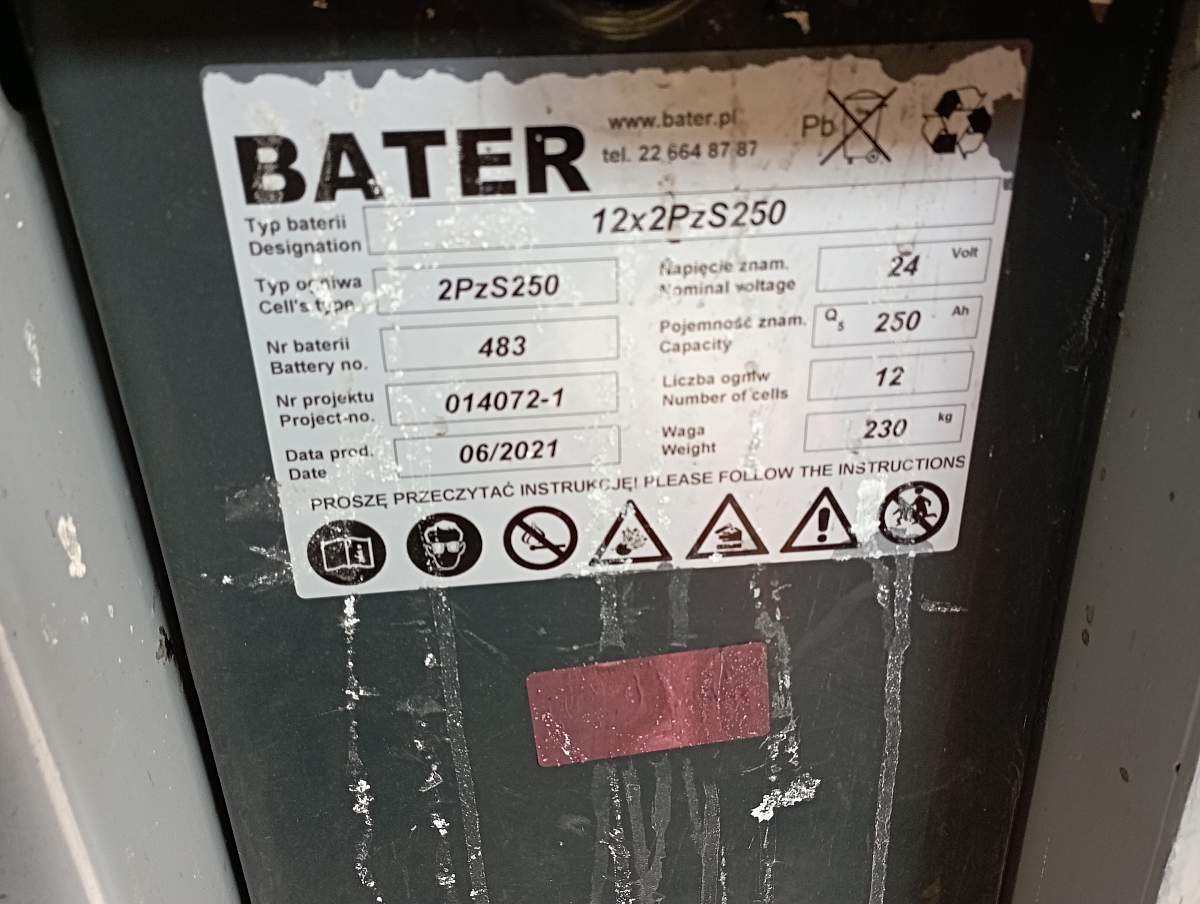 BATER
www.bater.pl
tel. 22 664 87 87
Pb
Typ baterii
Designation
12x2PzS250
Typ ogniwa
Cell's type
2PzS250
Napięcie znam.
Nominal voltage
24 Volt
Nr baterii
Battery no.
483
Pojemność znam.
Capacity
Q5 250 Ah
Nr projektu
Project-no.
014072-1
Liczba ogniw
Number of cells
12
Data prod.
Date
06/2021
Waga
Weight
230 kg
PROSZĘ PRZECZYTAĆ INSTRUKCJĘ! PLEASE FOLLOW THE INSTRUCTIONS